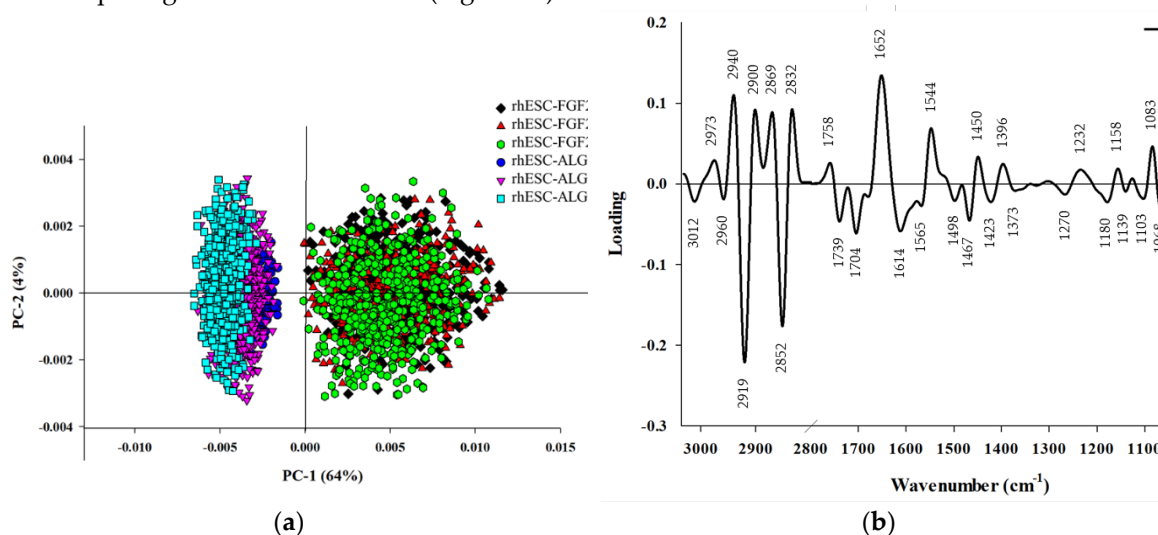 rhESC-FGF2
rhESC-FGF2
rhESC-FGF2
rhESC-ALG
rhESC-ALG
rhESC-ALG
0.004
0.002
0.000
-0.002
-0.004
PC-2 (4%)
-0.010 -0.005 0.000 0.005 0.010 0.015
PC-1 (64%)
(a)
0.2
0.1
0.0
-0.1
-0.2
-0.3
Loading
2973 2940 2900 2869 2832 1758 1652 1544 1450 1396 1232 1158 1083
3012 2960 2919 2852 1739 1704 1614 1565 1498 1467 1423 1373 1270 1180 1139 1103
3000 2900 2800 1700 1600 1500 1400 1300 1200 1100
Wavenumber (cm⁻¹)
(b)